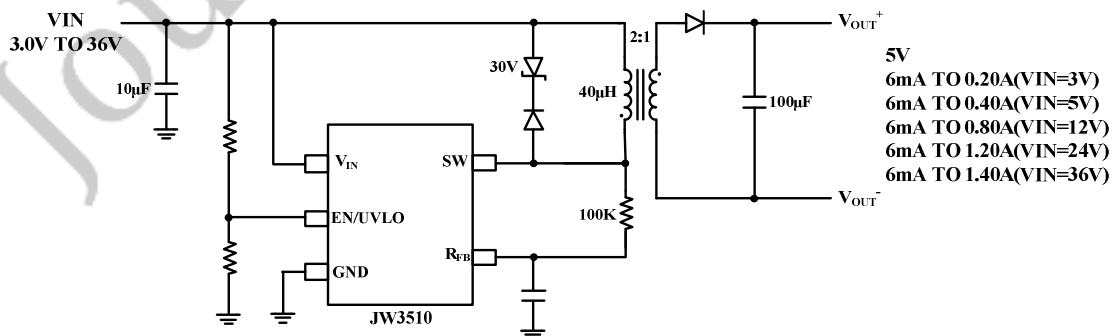 VIN
3.0V TO 36V
10μF
30V
2:1
40μH
100μF
VOUT+
5V
6mA TO 0.20A(VIN=3V)
6mA TO 0.40A(VIN=5V)
6mA TO 0.80A(VIN=12V)
6mA TO 1.20A(VIN=24V)
6mA TO 1.40A(VIN=36V)
VOUT-
VIN
SW
EN/UVLO
100K
RFB
GND
JW3510
Jou